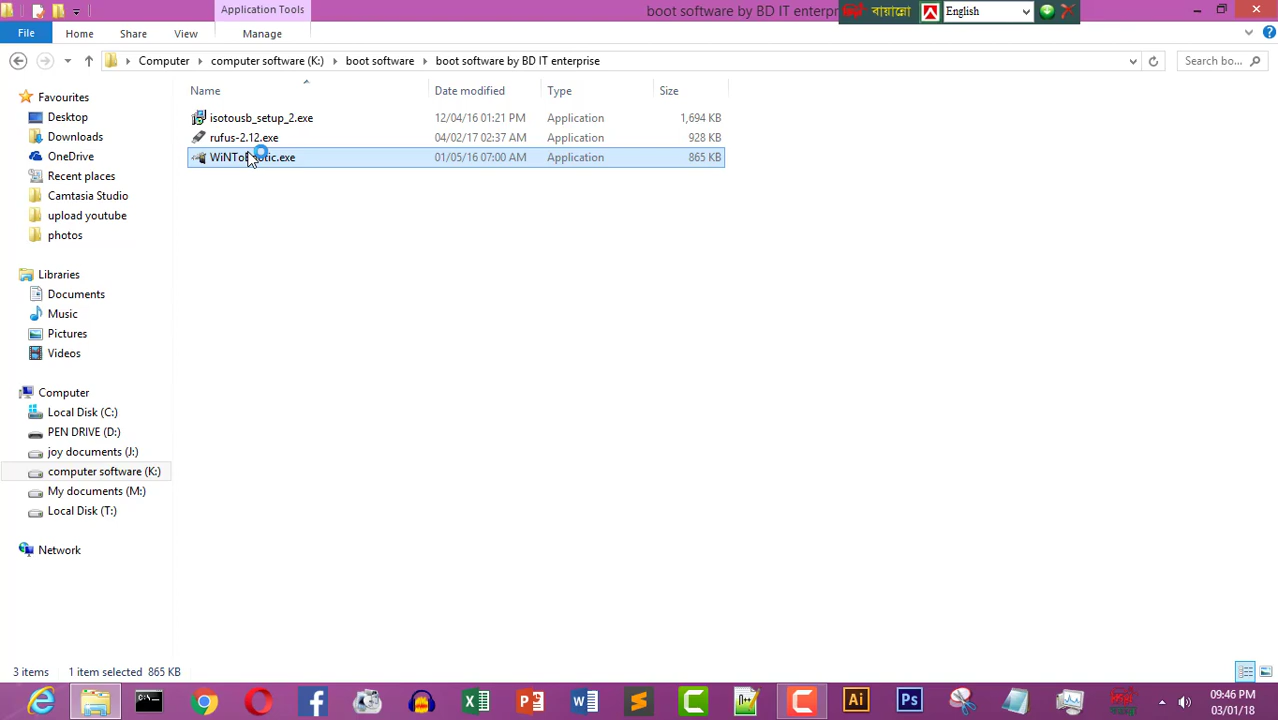 Application Tools
boot software by BD IT enterpr
বায়ান্নো
English
File
Home
Share
View
Manage
Computer
computer software (K:)
boot software
boot software by BD IT enterprise
Search bo...
Name
Date modified
Type
Size
isotousb_setup_2.exe
12/04/16 01:21 PM
Application
1,694 KB
rufus-2.12.exe
04/02/17 02:37 AM
Application
928 KB
01/05/16 07:00 AM
Application
865 KB
Favourites
Desktop
Downloads
OneDrive
Recent places
Camtasia Studio
upload youtube
photos
Libraries
Documents
Music
Pictures
Videos
Computer
Local Disk (C:)
PEN DRIVE (D:)
joy documents (J:)
computer software (K:)
My documents (M:)
Local Disk (T:)
Network
3 items
1 item selected 865 KB
09:46 PM
03/01/18